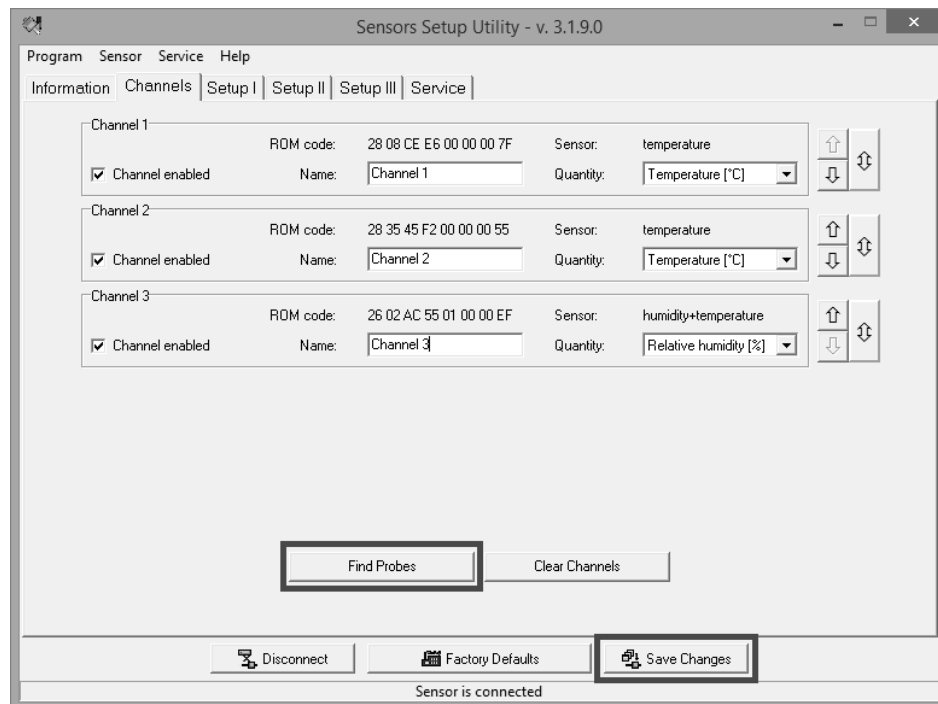 Sensors Setup Utility - v. 3.1.9.0
Program Sensor Service Help
Information Channels Setup I Setup II Setup III Service
Channel 1
ROM code: 28 08 CE E6 00 00 00 7F Sensor: temperature
Channel enabled Name: Channel 1 Quantity: Temperature [°C]
Channel 2
ROM code: 28 35 45 F2 00 00 00 55 Sensor: temperature
Channel enabled Name: Channel 2 Quantity: Temperature [°C]
Channel 3
ROM code: 26 02 AC 55 01 00 00 EF Sensor: humidity+temperature
Channel enabled Name: Channel 3 Quantity: Relative humidity [%]
Find Probes Clear Channels
Disconnect Factory Defaults Save Changes
Sensor is connected